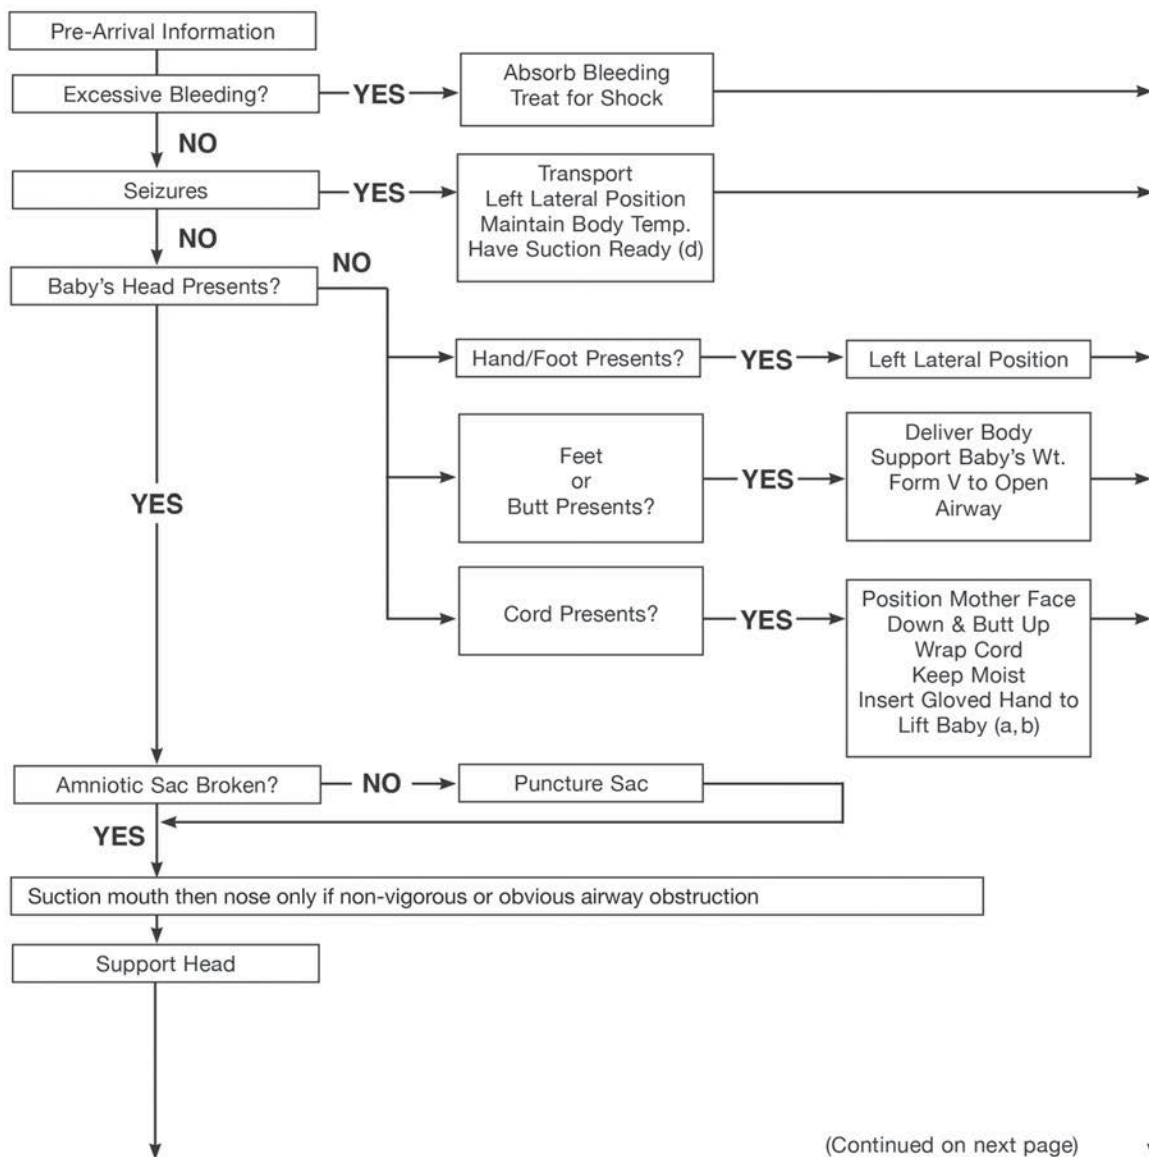 Pre-Arrival Information
Excessive Bleeding?
YES
Absorb Bleeding
Treat for Shock
NO
Seizures
YES
Transport
Left Lateral Position
Maintain Body Temp.
Have Suction Ready (d)
NO
Baby's Head Presents?
NO
Hand/Foot Presents?
YES
Left Lateral Position
Feet
or
Butt Presents?
YES
Deliver Body
Support Baby's Wt.
Form V to Open
Airway
YES
Cord Presents?
YES
Position Mother Face
Down & Butt Up
Wrap Cord
Keep Moist
Insert Gloved Hand to
Lift Baby (a, b)
Amniotic Sac Broken?
NO
Puncture Sac
YES
Suction mouth then nose only if non-vigorous or obvious airway obstruction
Support Head
(Continued on next page)